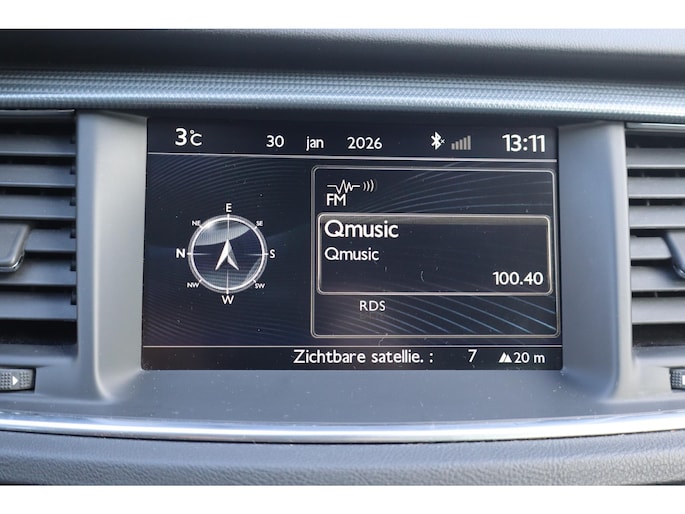 3°C 30 jan 2026 13:11
FM
Qmusic
Qmusic
100.40
RDS
E
NE SE
N S
NW SW
W
Zichtbare satellie. : 7 20 m